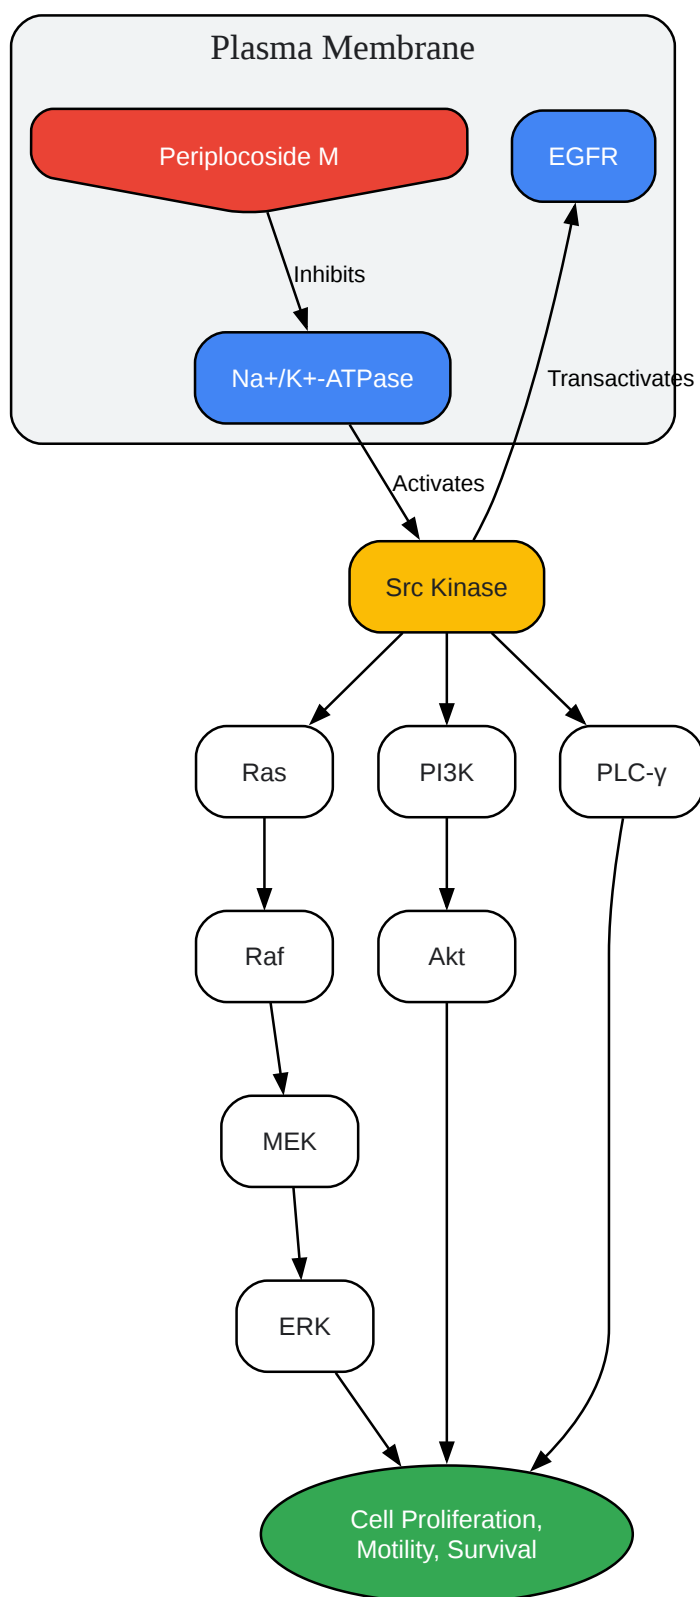 Plasma Membrane
Periplocoside M
EGFR
Inhibits
Na+/K+-ATPase
Transactivates
Activates
Src Kinase
Ras
PI3K
PLC-γ
Raf
Akt
MEK
ERK
Cell Proliferation,
Motility, Survival